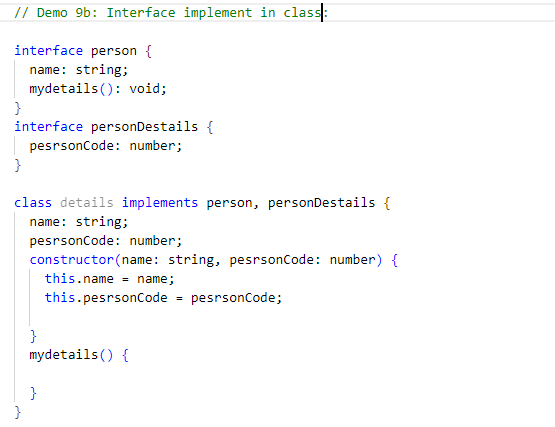 // Demo 9b: Interface implement in class:
interface person {
name: string;
mydetails(): void;
}
interface personDestails {
pesrsonCode: number;
}
class details implements person, personDestails {
name: string;
pesrsonCode: number;
constructor(name: string, pesrsonCode: number) {
this.name = name;
this.pesrsonCode = pesrsonCode;
}
mydetails() {
}
}